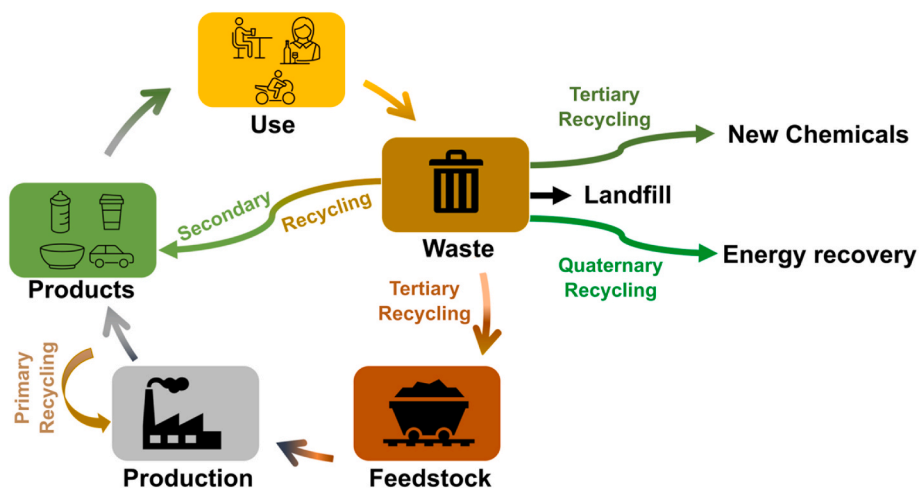 Use
Tertiary
Recycling
New Chemicals
Landfill
Secondary
Recycling
Waste
Products
Quaternary
Recycling
Energy recovery
Tertiary
Recycling
Primary
Recycling
Production
Feedstock